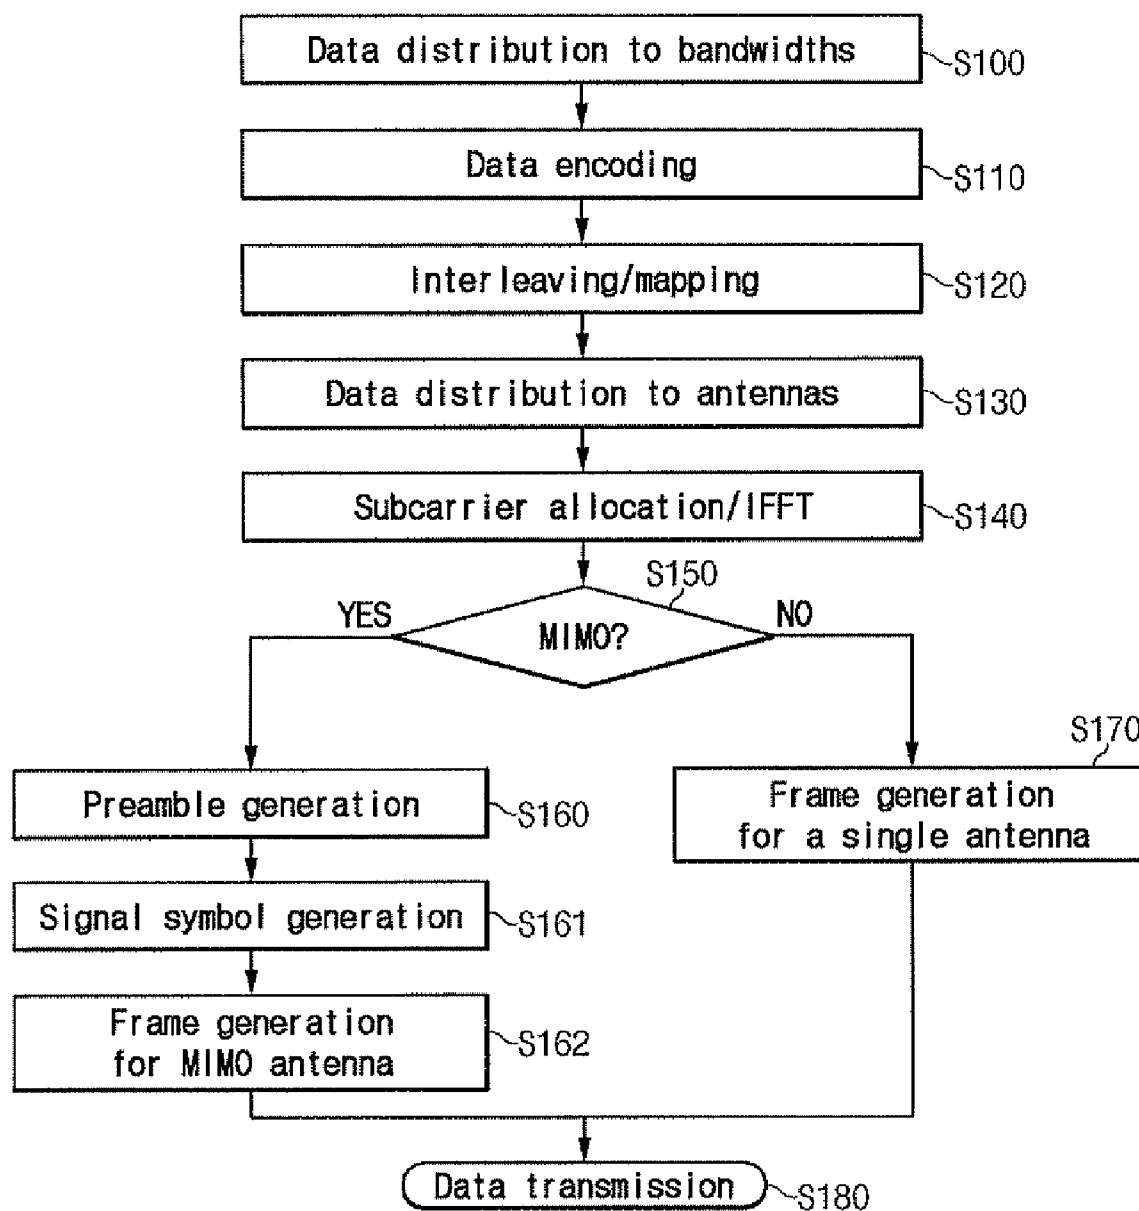 Data distribution to bandwidths
S100
Data encoding
S110
Interleaving/mapping
S120
Data distribution to antennas
S130
Subcarrier allocation/IFFT
S140
S150
YES
MIMO?
NO
S170
Preamble generation
S160
Frame generation
for a single antenna
Signal symbol generation
S161
Frame generation
for MIMO antenna
S162
Data transmission
S180